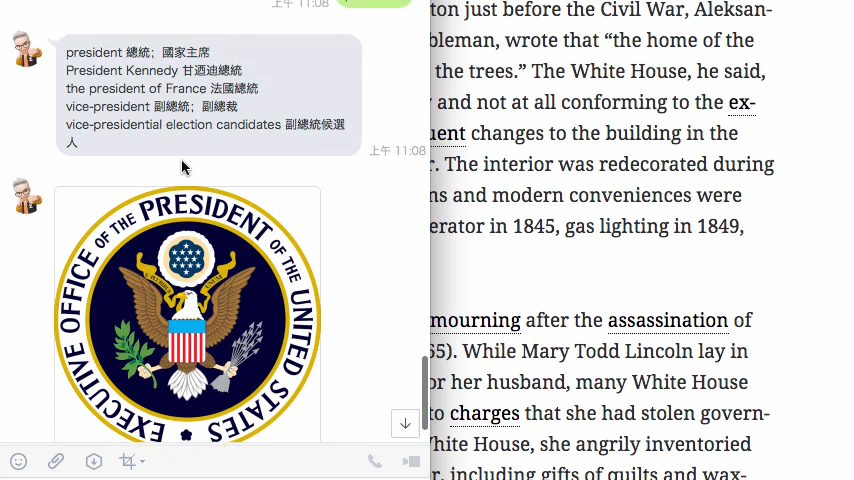 上午 11:08
president 總統；國家主席
President Kennedy 甘迺迪總統
the president of France 法國總統
vice-president 副總統；副總裁
vice-presidential election candidates 副總統候選
人
上午 11:08
EXECUTIVE OFFICE OF THE PRESIDENT OF THE UNITED STATES
ton just before the Civil War, Aleksan-
bleman, wrote that “the home of the
the trees.” The White House, he said,
and not at all conforming to the ex-
uent changes to the building in the
r. The interior was redecorated during
ns and modern conveniences were
erator in 1845, gas lighting in 1849,
mourning after the assassination of
65). While Mary Todd Lincoln lay in
or her husband, many White House
to charges that she had stolen govern-
White House, she angrily inventoried
r, including gifts of quilts and wax-